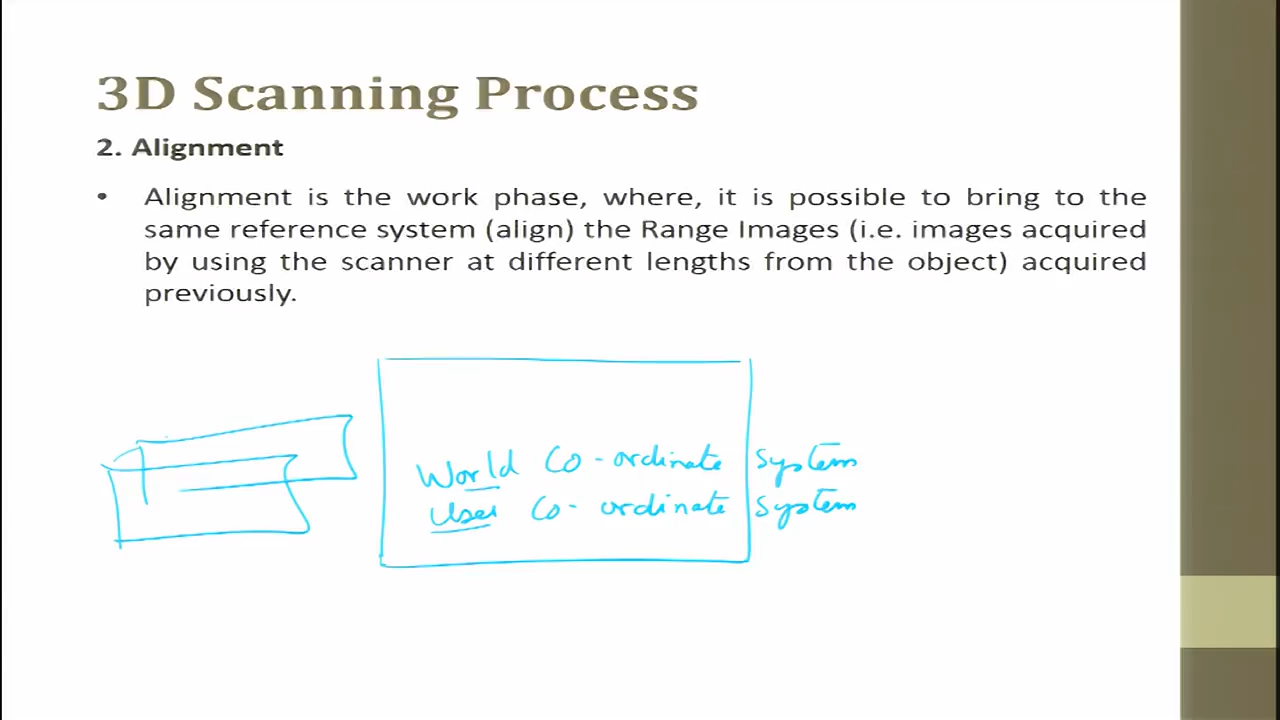 3D Scanning Process
2. Alignment
• Alignment is the work phase, where, it is possible to bring to the
same reference system (align) the Range Images (i.e. images acquired
by using the scanner at different lengths from the object) acquired
previously.
World Co-ordinate System
User Co-ordinate System